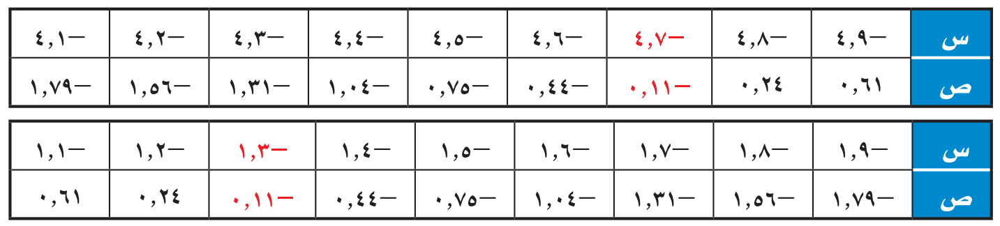 س −٤,٩ −٤,٨ −٤,٧ −٤,٦ −٤,٥ −٤,٤ −٤,٣ −٤,٢ −٤,١
ص ٠,٦١ ٠,٢٤ −٠,١١ −٠,٤٤ −٠,٧٥ −١,٠٤ −١,٣١ −١,٥٦ −١,٧٩
س −١,٩ −١,٨ −١,٧ −١,٦ −١,٥ −١,٤ −١,٣ −١,٢ −١,١
ص −١,٧٩ −١,٥٦ −١,٣١ −١,٠٤ −٠,٧٥ −٠,٤٤ −٠,١١ ٠,٢٤ ٠,٦١